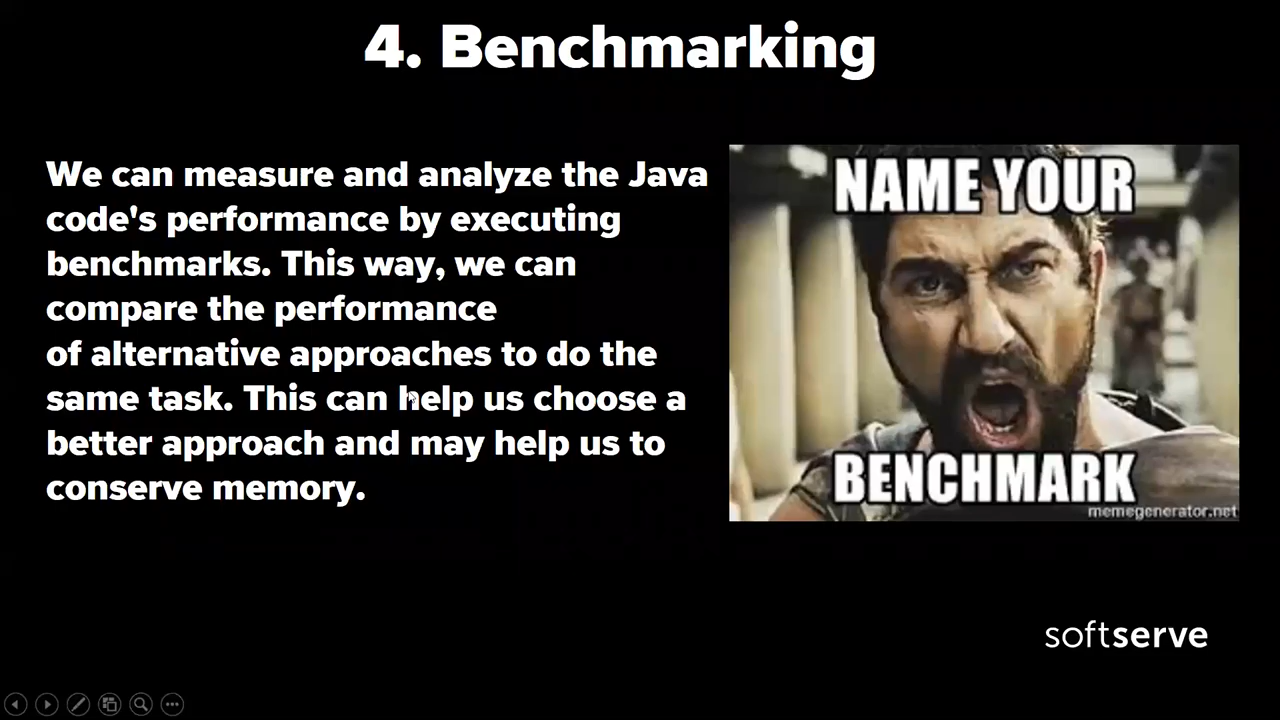 4. Benchmarking
We can measure and analyze the Java
code's performance by executing
benchmarks. This way, we can
compare the performance
of alternative approaches to do the
same task. This can help us choose a
better approach and may help us to
conserve memory.
NAME YOUR
BENCHMARK
memegenerator.net
softserve